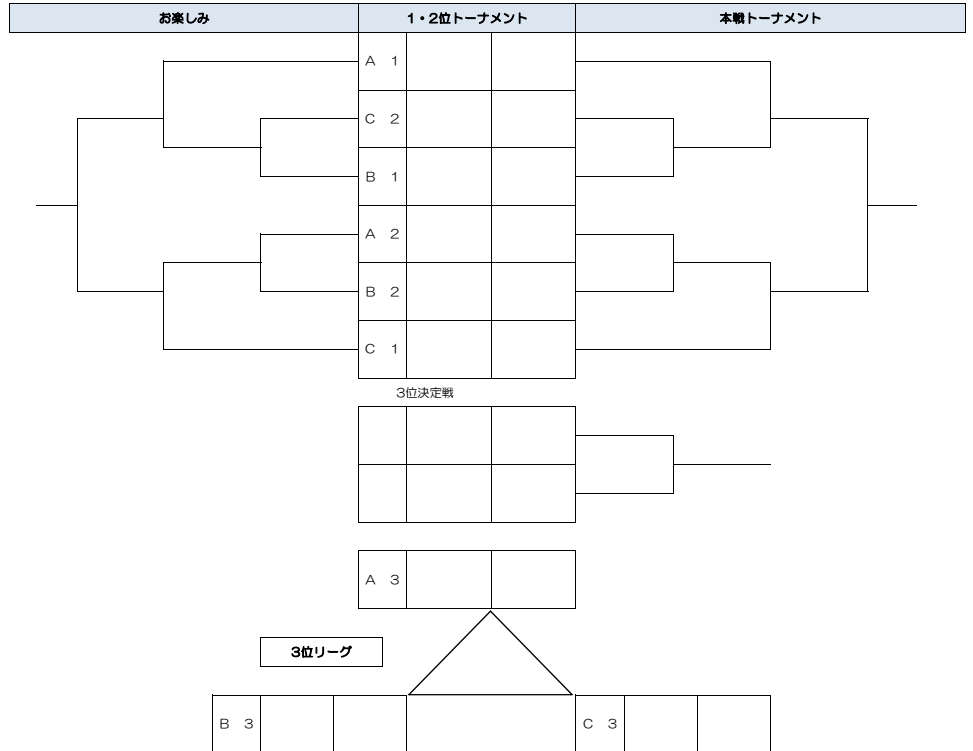 お楽しみ 1・2位トーナメント 本戦トーナメント
A 1
C 2
B 1
A 2
B 2
C 1
3位決定戦
A 3
3位リーグ
B 3 C 3